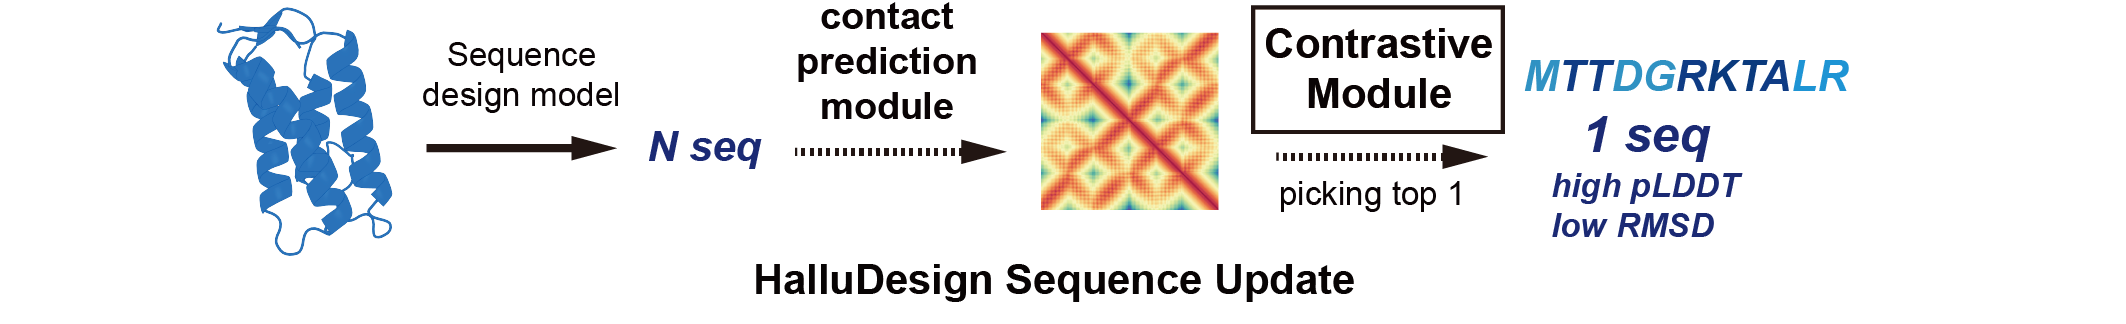 Sequence
design model
N seq
contact
prediction
module
Contrastive
Module
picking top 1
MTTDGRKTALR
1 seq
high pLDDT
low RMSD
HalluDesign Sequence Update